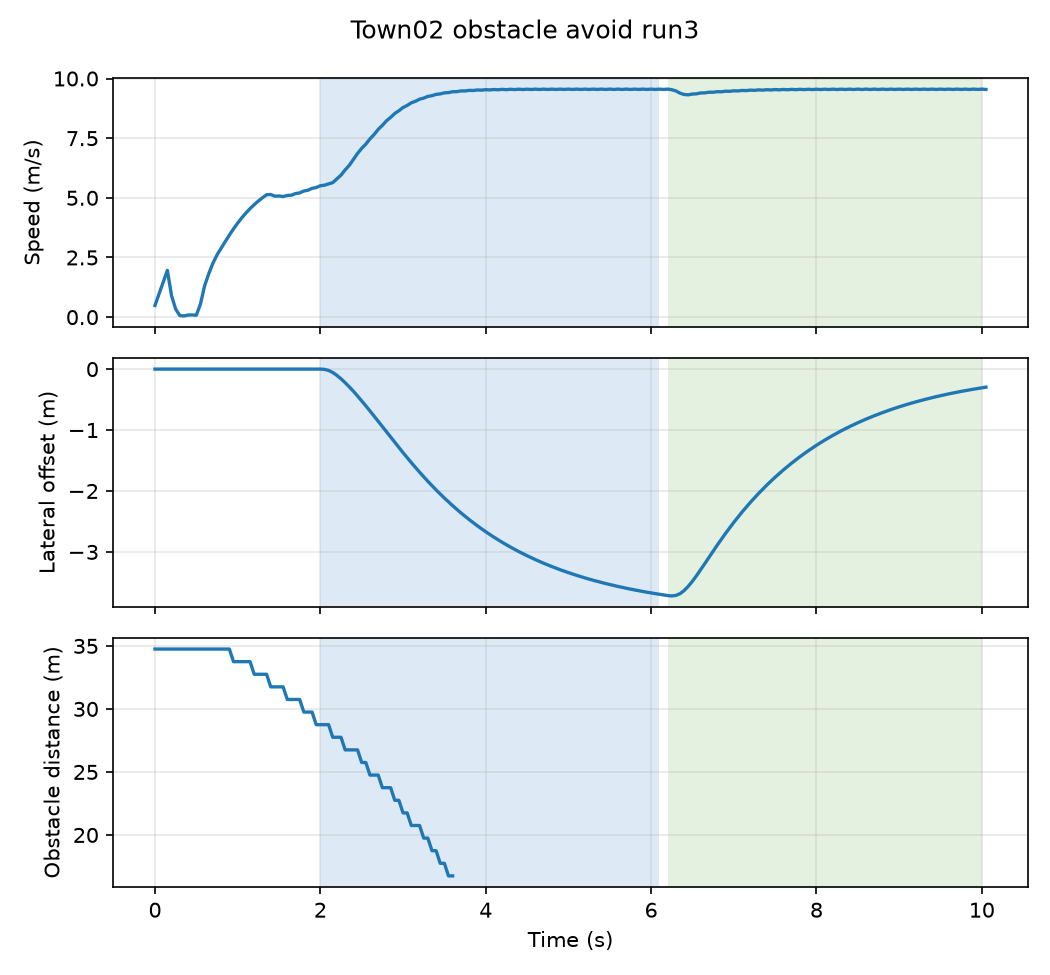 Town02 obstacle avoid run3
10.0
7.5
5.0
2.5
0.0
Speed (m/s)
0
−1
−2
−3
Lateral offset (m)
35
30
25
20
Obstacle distance (m)
0 2 4 6 8 10
Time (s)